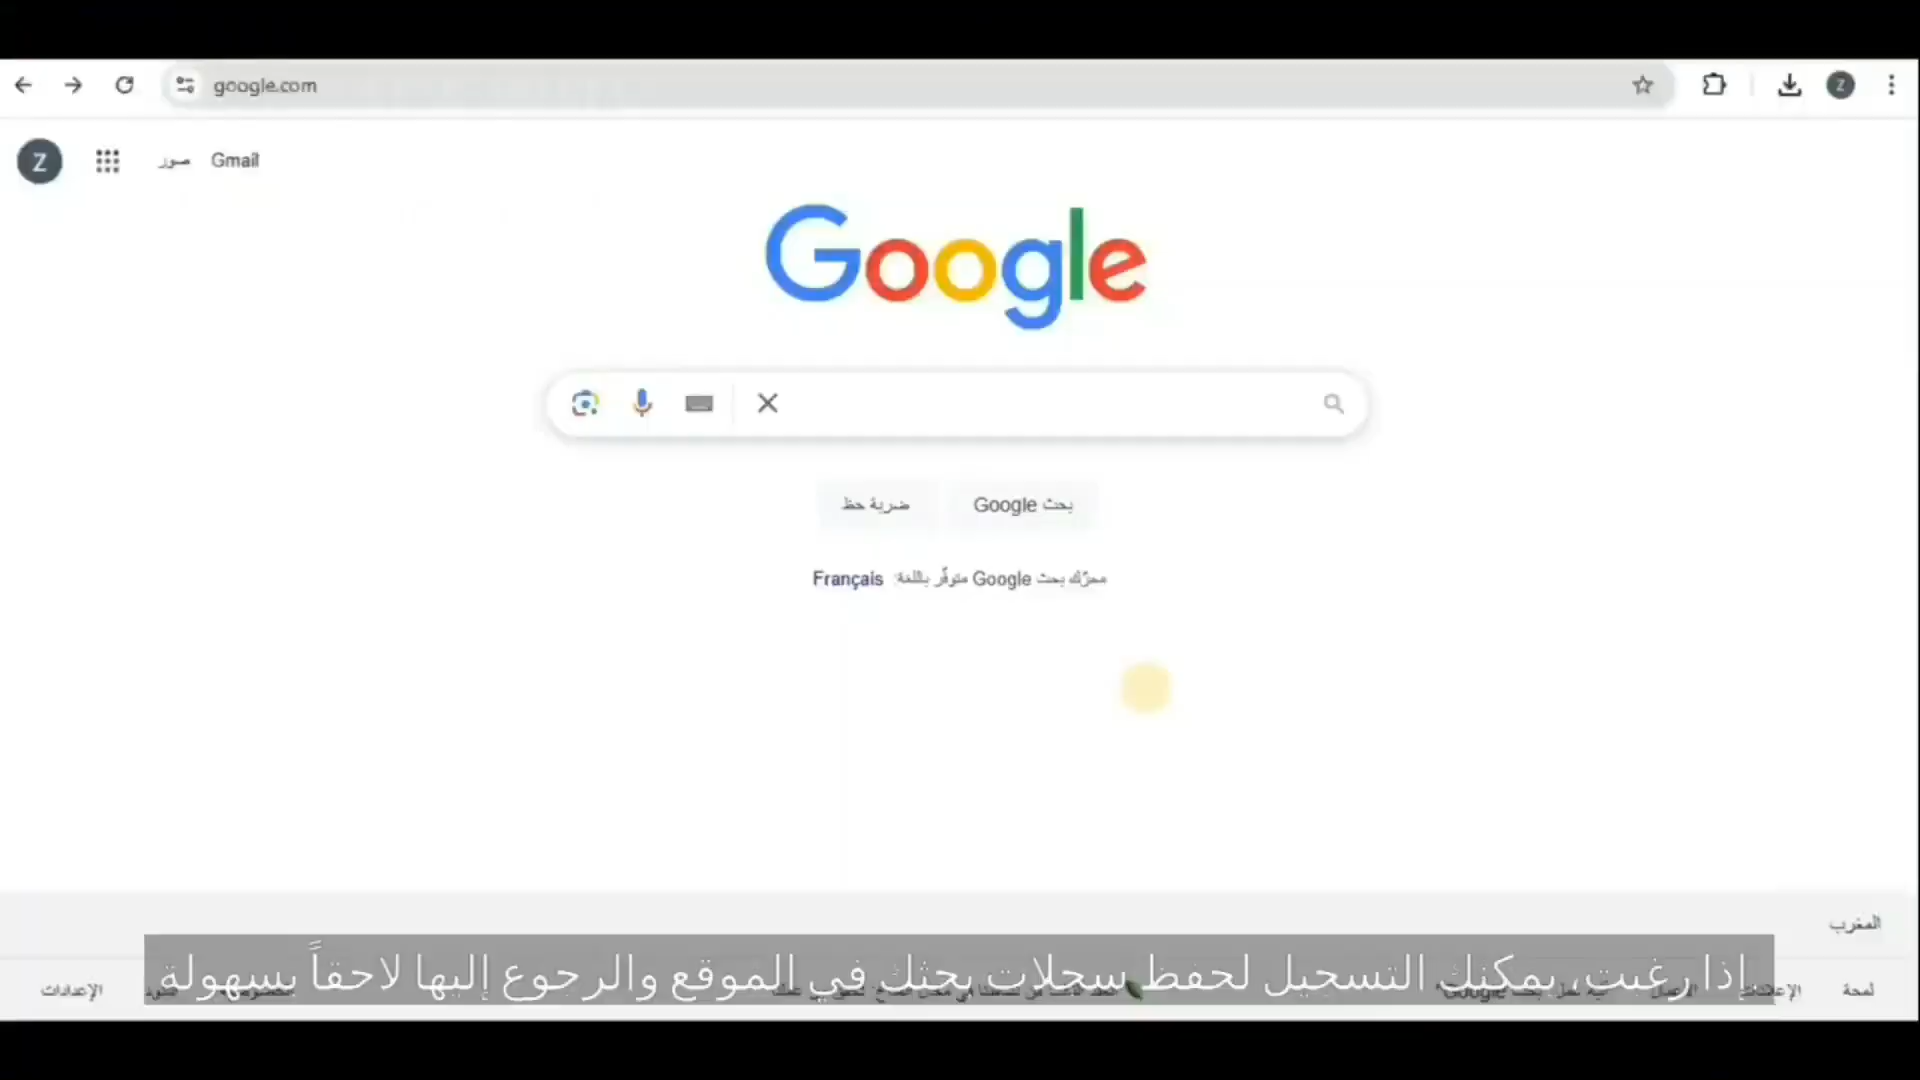 google.com
Z
Z
Gmail صور
Google
بحث Google
ضربة حظ
محرّك بحث Google متوفّر باللغة: Français
المغرب
إذا رغبت، يمكنك التسجيل لحفظ سجلات بحثك في الموقع والرجوع إليها لاحقاً بسهولة
لمحة
الإعدادات